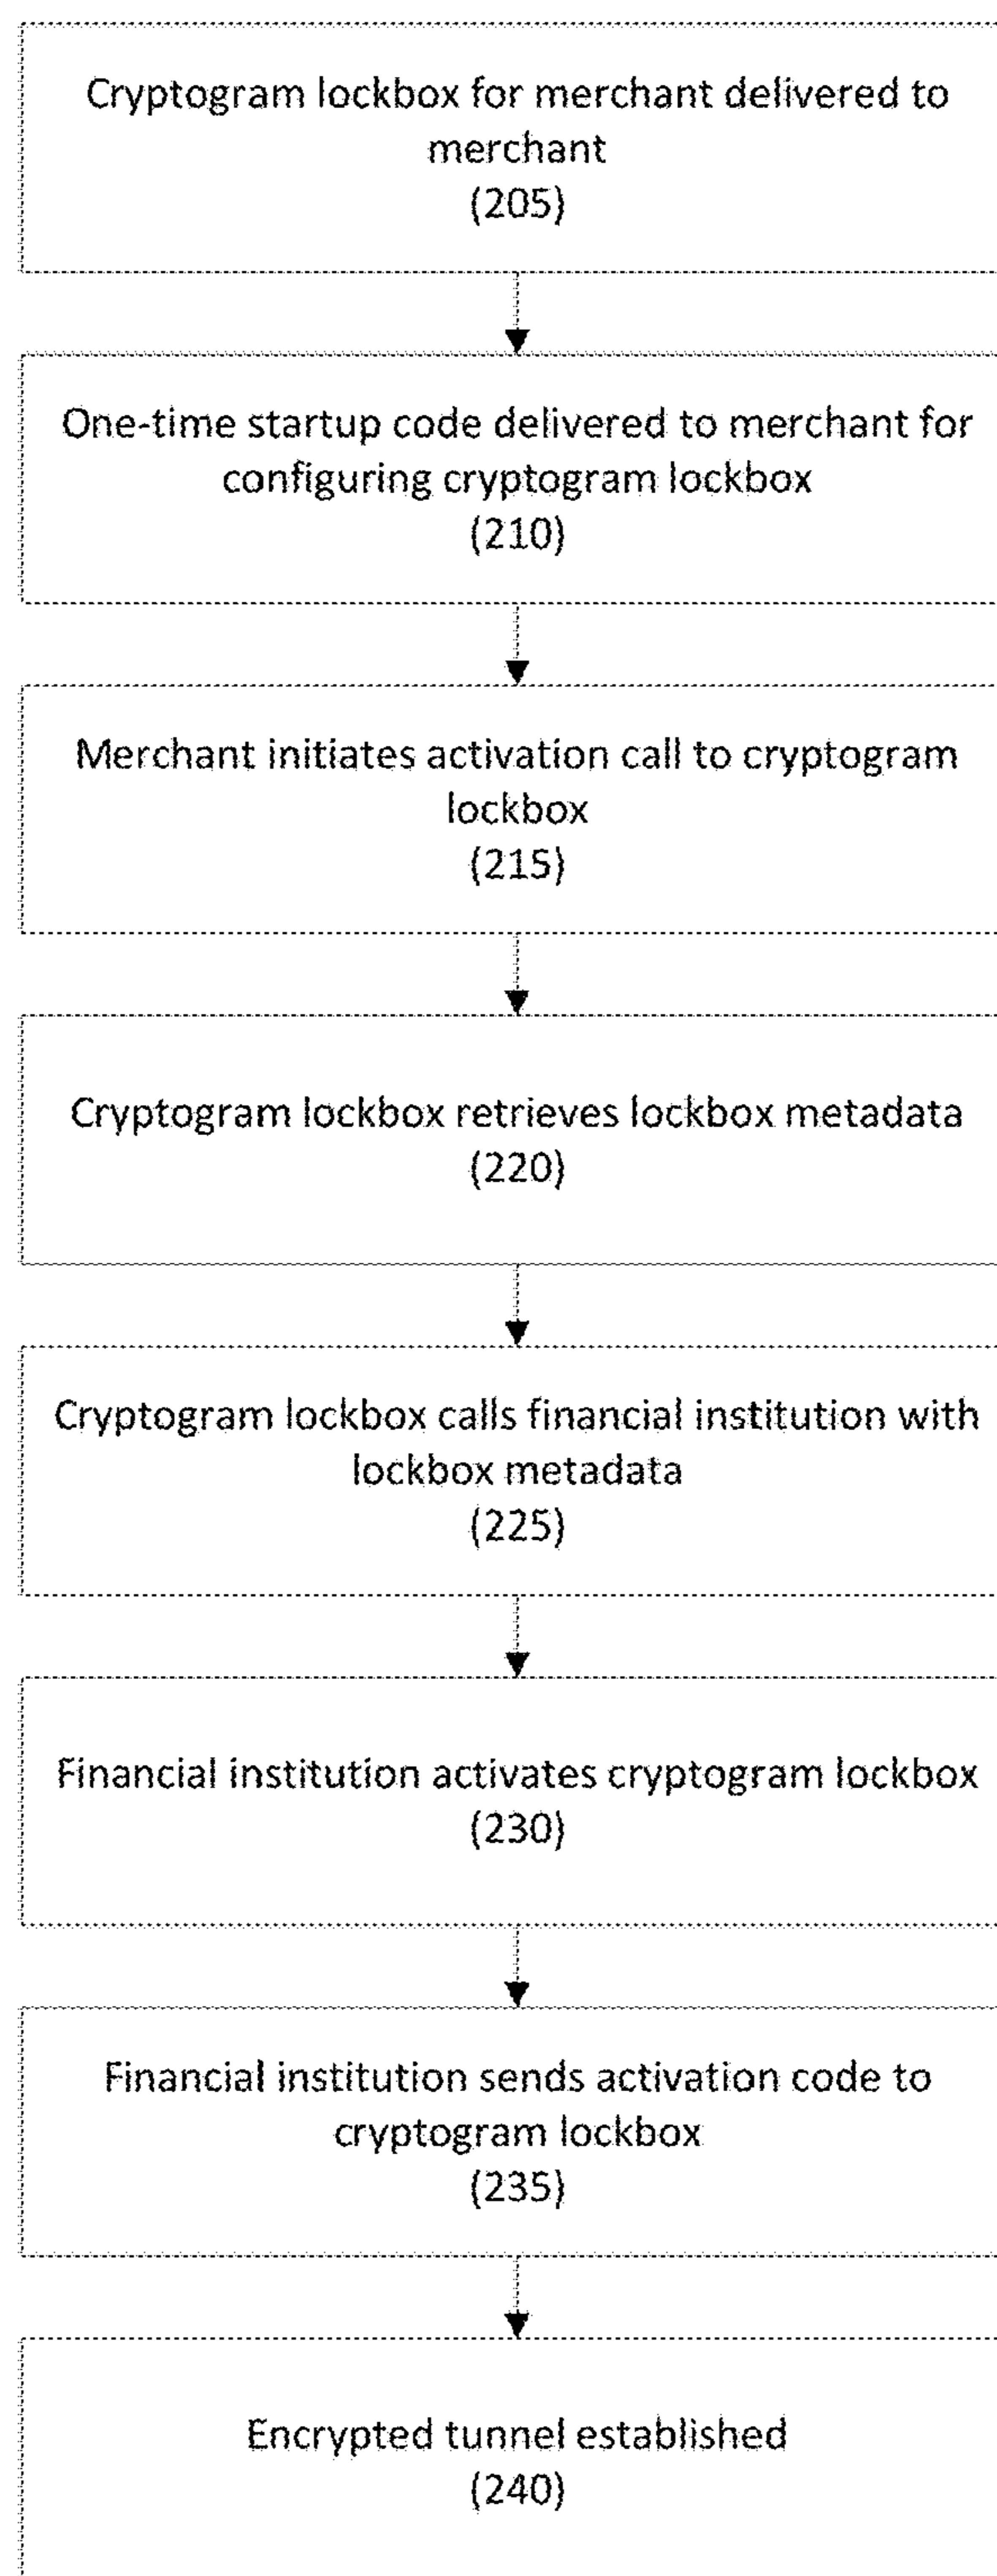 Cryptogram lockbox for merchant delivered to
merchant
(205)
One-time startup code delivered to merchant for
configuring cryptogram lockbox
(210)
Merchant initiates activation call to cryptogram
lockbox
(215)
Cryptogram lockbox retrieves lockbox metadata
(220)
Cryptogram lockbox calls financial institution with
lockbox metadata
(225)
Financial institution activates cryptogram lockbox
(230)
Financial institution sends activation code to
cryptogram lockbox
(235)
Encrypted tunnel established
(240)